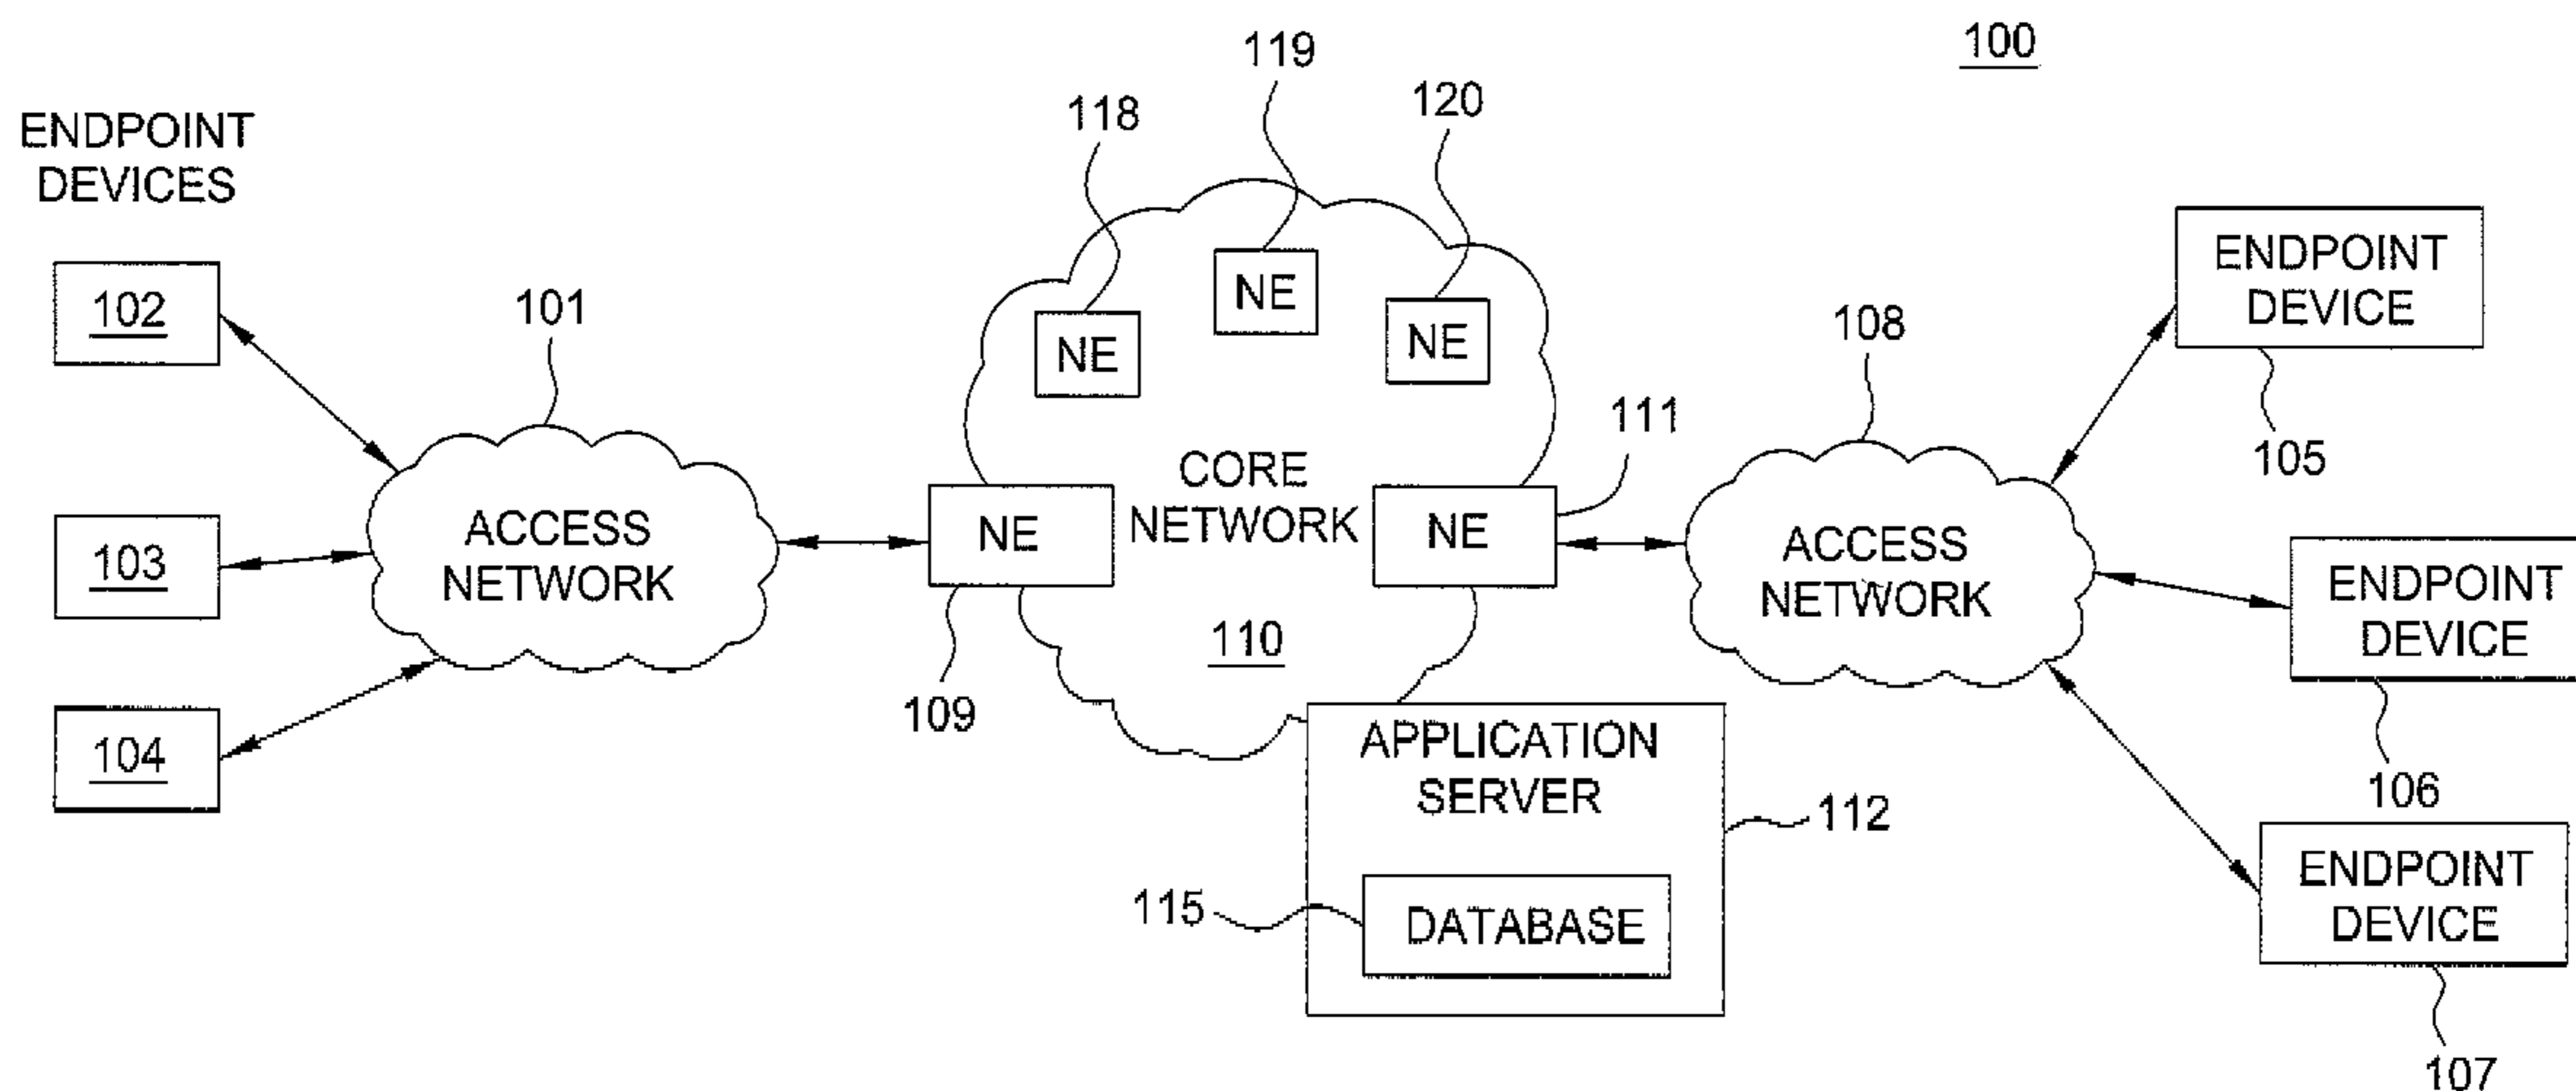 100
119
120
118
ENDPOINT
DEVICES
102
103
104
101
ACCESS
NETWORK
NE
NE
NE
CORE
NETWORK
NE
109
NE
111
110
APPLICATION
SERVER
112
115
DATABASE
108
ACCESS
NETWORK
ENDPOINT
DEVICE
105
ENDPOINT
DEVICE
106
ENDPOINT
DEVICE
107